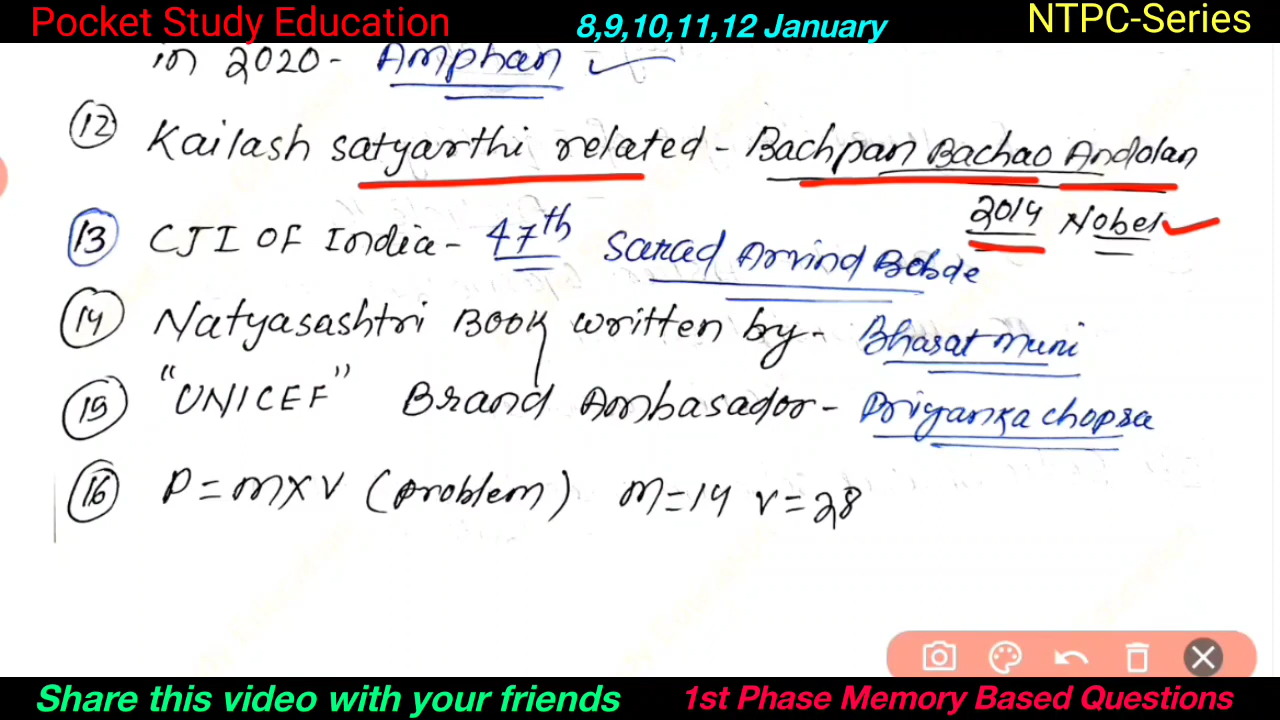 Pocket Study Education
8,9,10,11,12 January
NTPC-Series
in 2020- Amphan
12 Kailash satyarthi related - Bachpan Bachao Andolan
2014 Nobel
13 CJI OF India - 47th Sarad Arvind Bobde
14 Natyasashtri Book written by - Bharat muni
15 "UNICEF" Brand Ambasador - Priyanka chopra
16 P=mxv (problem) m=14 v=28
Share this video with your friends
1st Phase Memory Based Questions